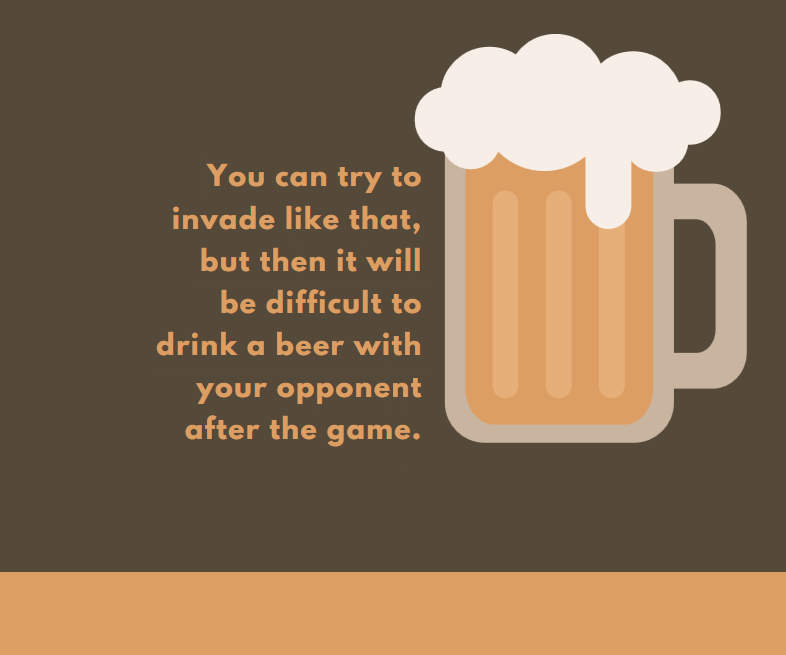 You can try to
invade like that,
but then it will
be difficult to
drink a beer with
your opponent
after the game.